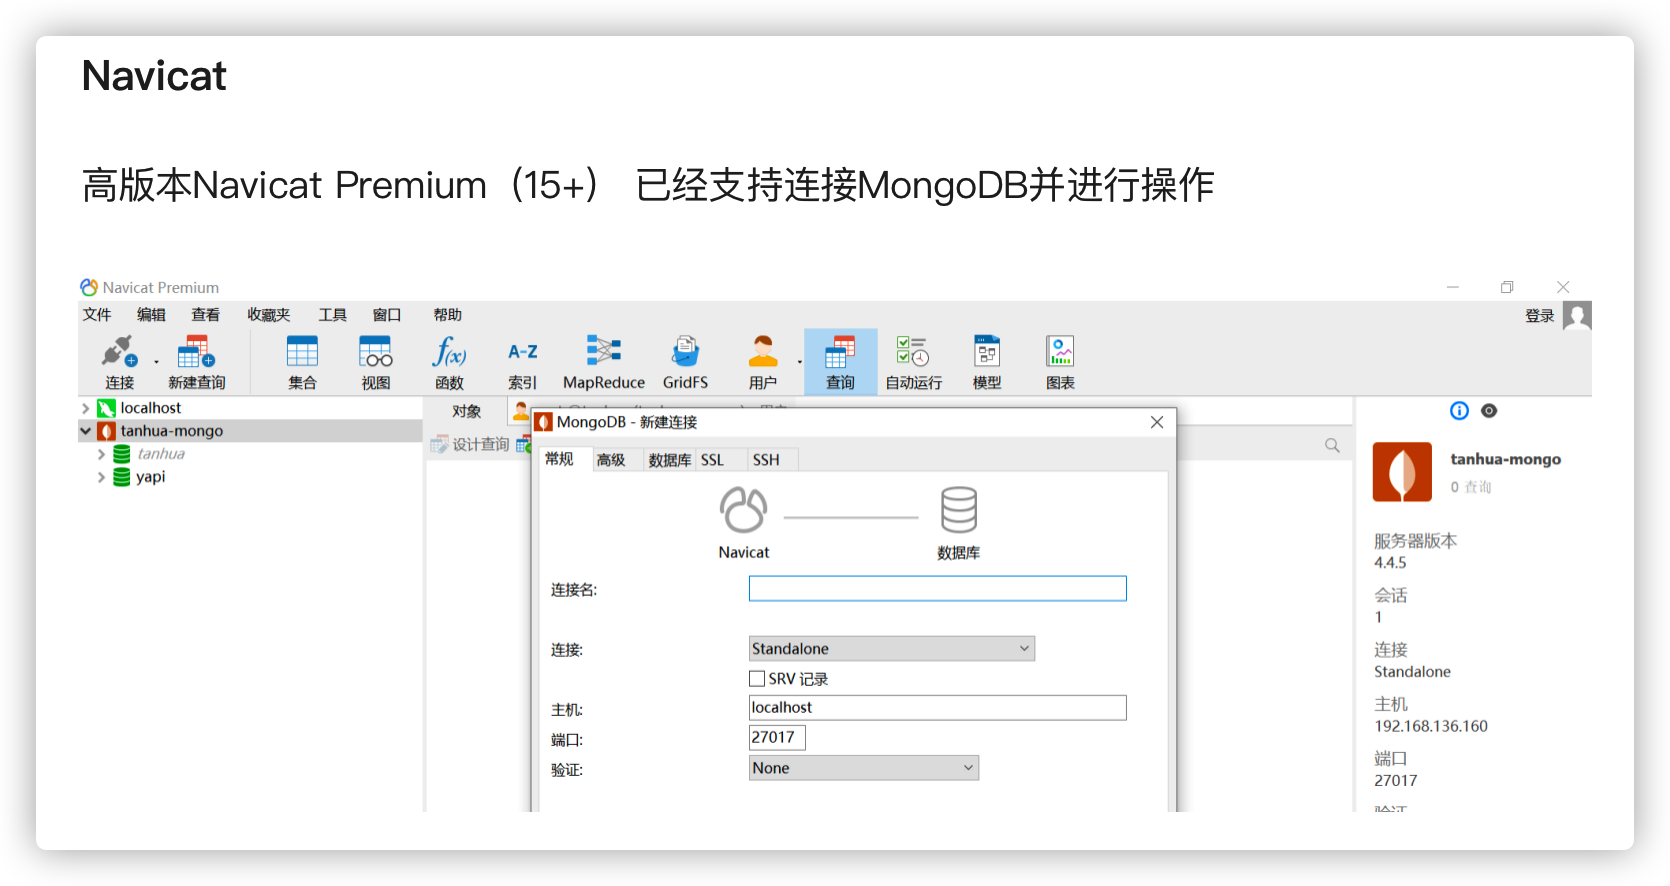 Navicat
高版本Navicat Premium（15+） 已经支持连接MongoDB并进行操作
Navicat Premium
文件 编辑 查看 收藏夹 工具 窗口 帮助 登录
连接 新建查询 集合 视图 函数 索引 MapReduce GridFS 用户 查询 自动运行 模型 图表
f(x)
A-Z
localhost
tanhua-mongo
tanhua
yapi
对象
设计查询
MongoDB - 新建连接
常规 高级 数据库 SSL SSH
Navicat 数据库
连接名:
连接: Standalone
SRV 记录
主机: localhost
端口: 27017
验证: None
tanhua-mongo
0 查询
服务器版本
4.4.5
会话
1
连接
Standalone
主机
192.168.136.160
端口
27017